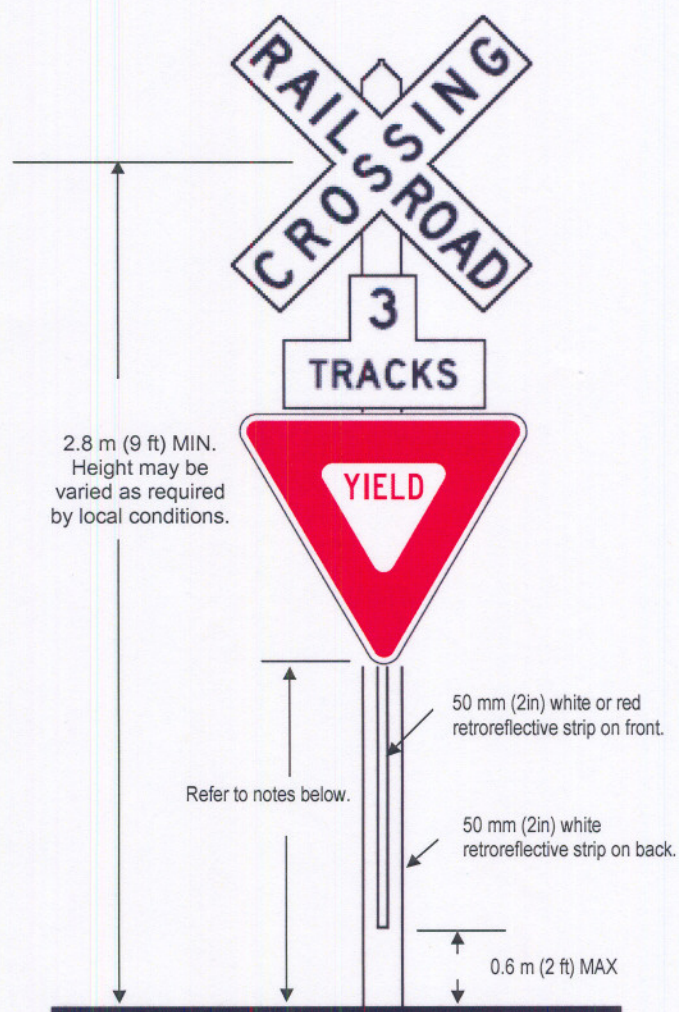 RAILROAD
CROSSING
3
TRACKS
YIELD
2.8 m (9 ft) MIN.
Height may be
varied as required
by local conditions.
50 mm (2in) white or red
retroreflective strip on front.
Refer to notes below.
50 mm (2in) white
retroreflective strip on back.
0.6 m (2 ft) MAX